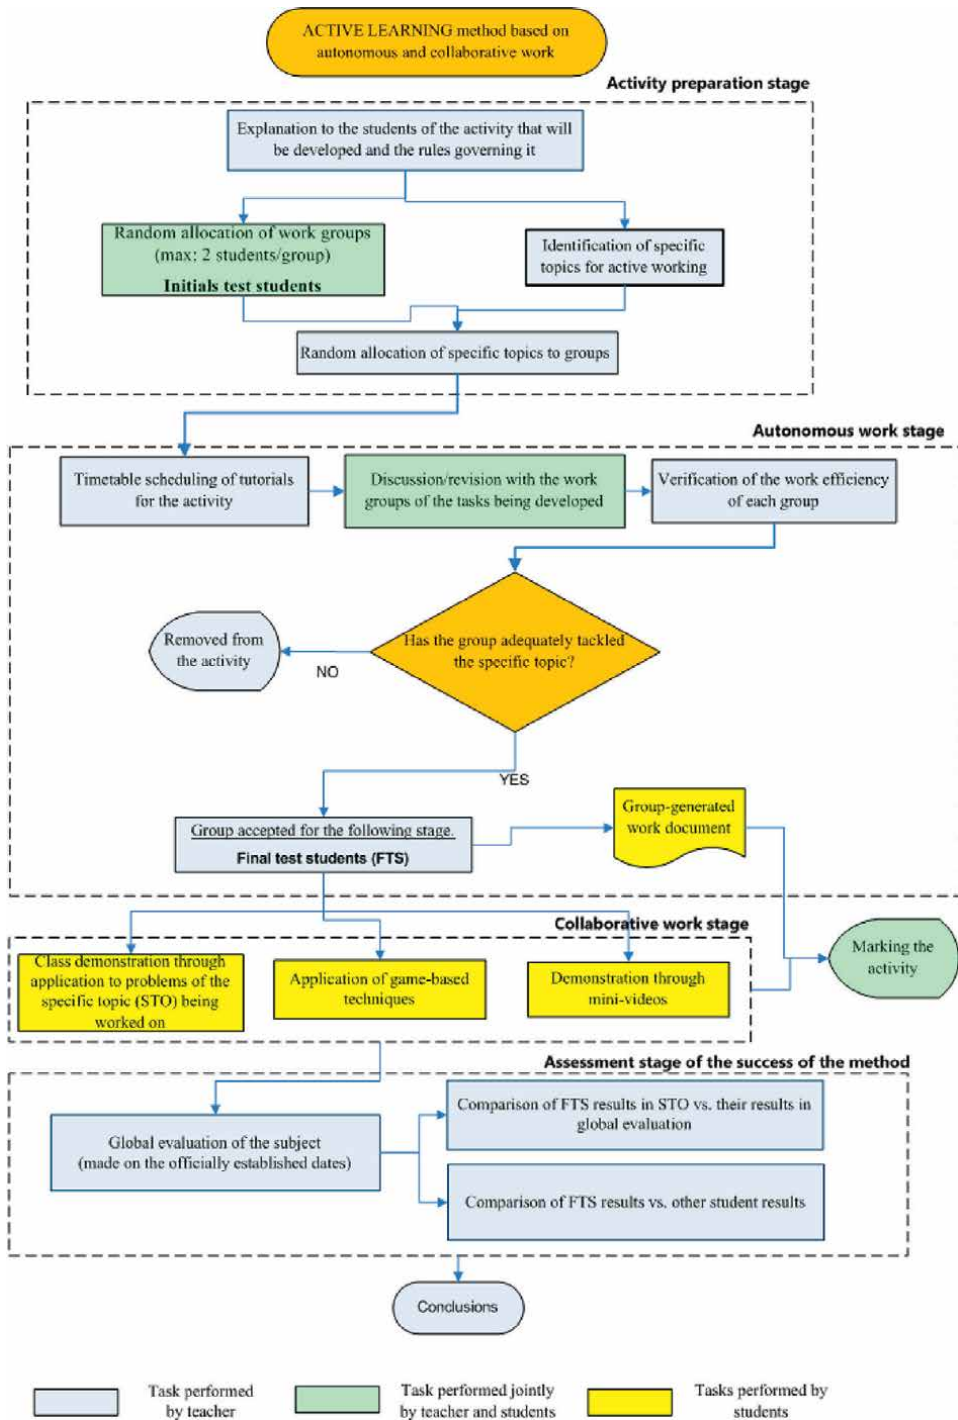 ACTIVE LEARNING method based on
autonomous and collaborative work
Activity preparation stage
Explanation to the students of the activity that will
be developed and the rules governing it
Random allocation of work groups
(max: 2 students/group)
Initials test students
Identification of specific
topics for active working
Random allocation of specific topics to groups
Autonomous work stage
Timetable scheduling of tutorials
for the activity
Discussion/revision with the work
groups of the tasks being developed
Verification of the work efficiency
of each group
Has the group adequately tackled
the specific topic?
Removed from
the activity
NO
YES
Group accepted for the following stage.
Final test students (FTS)
Group-generated
work document
Collaborative work stage
Class demonstration through
application to problems of the
specific topic (STO) being
worked on
Application of game-based
techniques
Demonstration through
mini-videos
Marking the
activity
Assessment stage of the success of the method
Global evaluation of the subject
(made on the officially established dates)
Comparison of FTS results in STO vs. their results in
global evaluation
Comparison of FTS results vs. other student results
Conclusions
Task performed
by teacher
Task performed jointly
by teacher and students
Tasks performed by
students